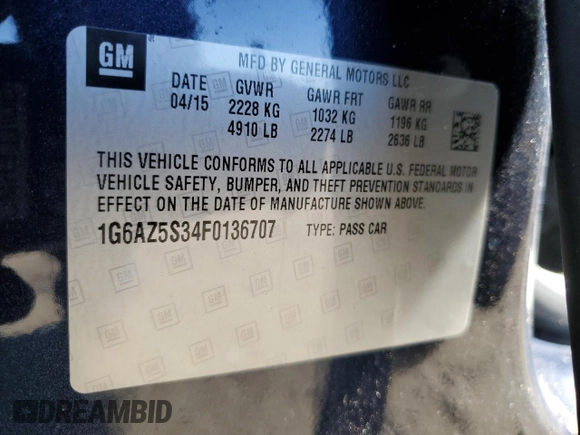 GM
MFD BY GENERAL MOTORS LLC
DATE GVWR GAWR FRT GAWR RR
04/15 2228 KG 1032 KG 1196 KG
4910 LB 2274 LB 2636 LB
THIS VEHICLE CONFORMS TO ALL APPLICABLE U.S. FEDERAL MOTOR
VEHICLE SAFETY, BUMPER, AND THEFT PREVENTION STANDARDS IN
EFFECT ON THE DATE OF MANUFACTURE SHOWN ABOVE.
1G6AZ5S34F0136707 TYPE: PASS CAR
DREAMBID